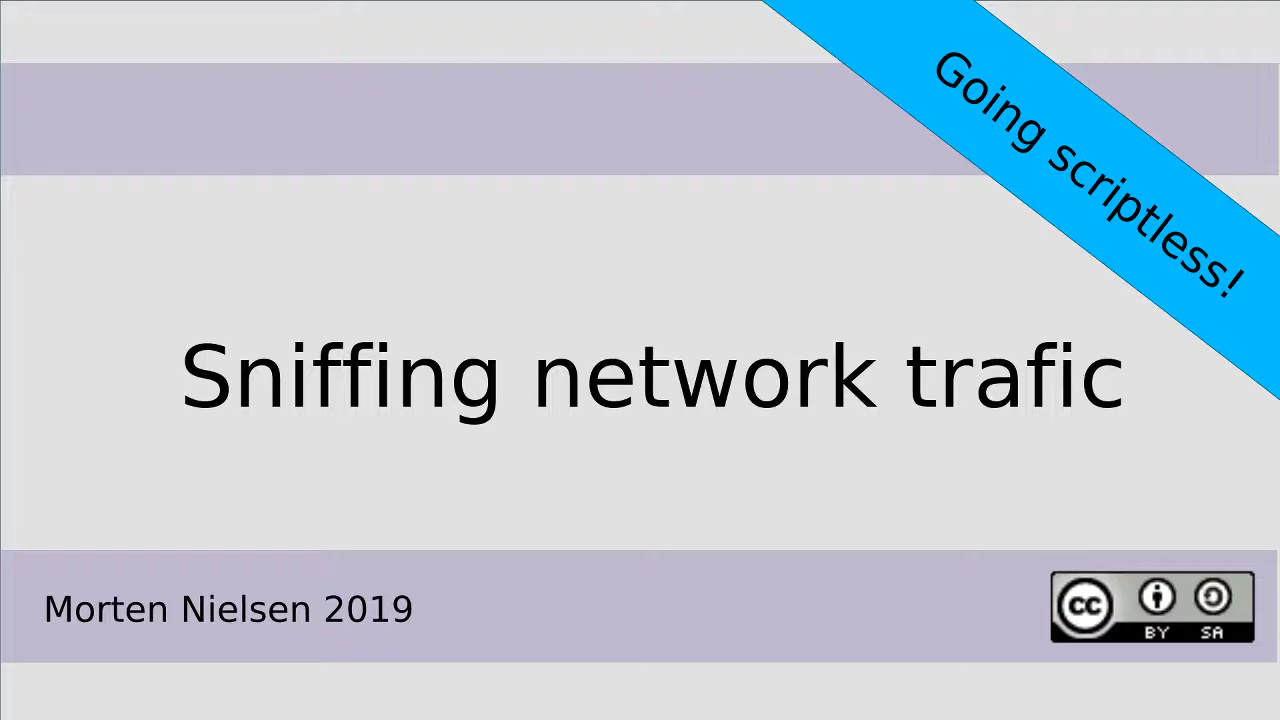 Going scriptless!
Sniffing network trafic
Morten Nielsen 2019
CC
BY SA